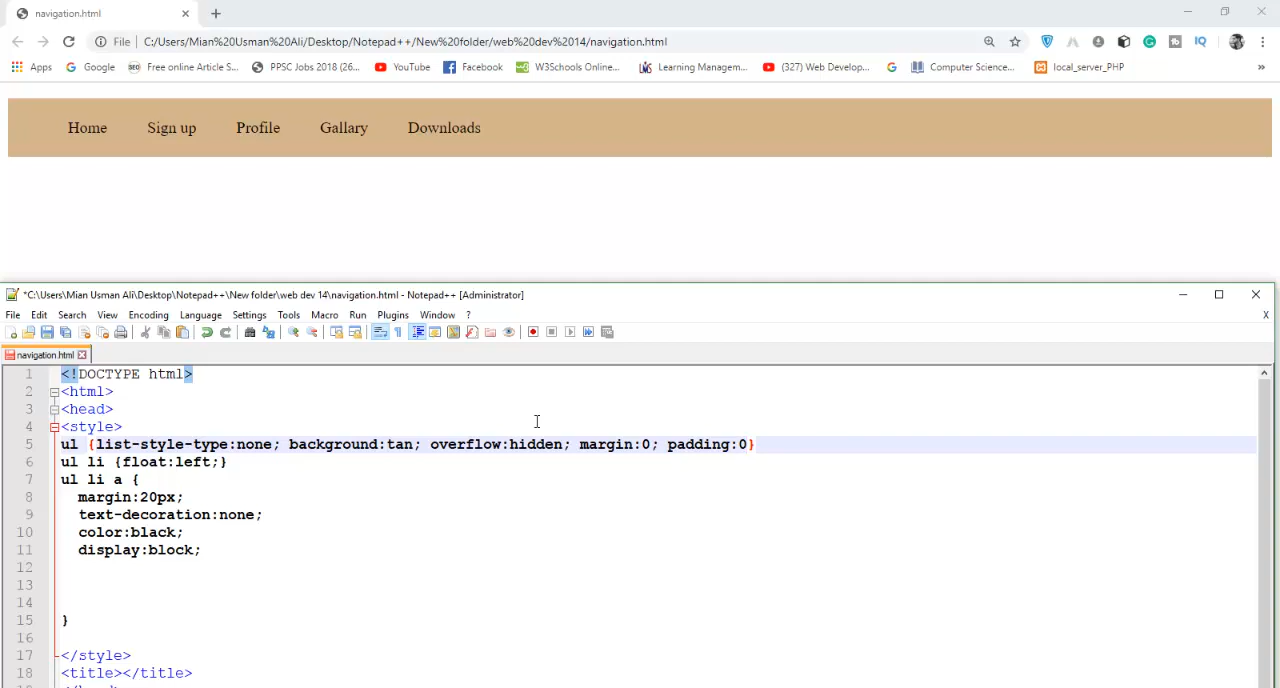 navigation.html
File C:/Users/Mian%20Usman%20Ali/Desktop/Notepad++/New%20folder/web%20dev%2014/navigation.html
Apps Google Free online Article S... PPSC Jobs 2018 (26... YouTube Facebook W3Schools Online... Learning Managem... (327) Web Develop... Computer Science... local_server_PHP »
Home Sign up Profile Gallary Downloads
*C:\Users\Mian Usman Ali\Desktop\Notepad++\New folder\web dev 14\navigation.html - Notepad++ [Administrator]
File Edit Search View Encoding Language Settings Tools Macro Run Plugins Window ? X
navigation.html
1 <!DOCTYPE html>
2 <html>
3 <head>
4 <style>
5 ul {list-style-type:none; background:tan; overflow:hidden; margin:0; padding:0}
6 ul li {float:left;}
7 ul li a {
8 margin:20px;
9 text-decoration:none;
10 color:black;
11 display:block;
12
13
14
15 }
16
17 </style>
18 <title></title>